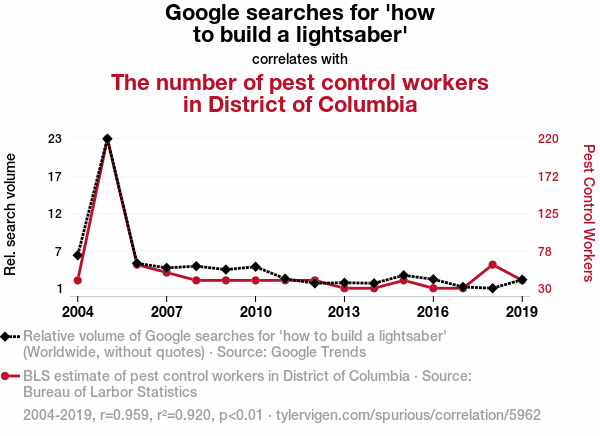 Google searches for 'how
to build a lightsaber'
correlates with
The number of pest control workers
in District of Columbia
Rel. search volume
23
17
12
7
1
220
172
125
78
30
Pest Control Workers
2004
2007
2010
2013
2016
2019
Relative volume of Google searches for 'how to build a lightsaber'
(Worldwide, without quotes) · Source: Google Trends
BLS estimate of pest control workers in District of Columbia · Source:
Bureau of Larbor Statistics
2004-2019, r=0.959, r²=0.920, p<0.01 · tylervigen.com/spurious/correlation/5962